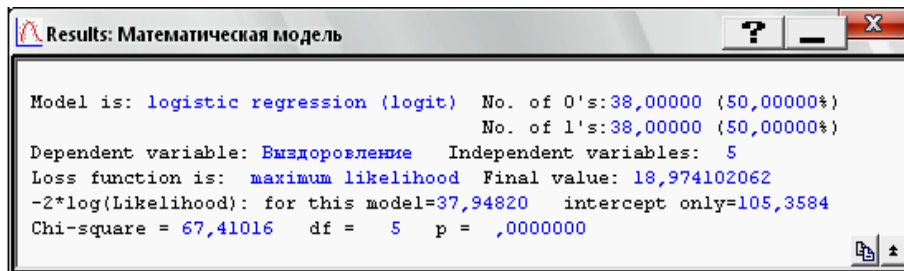 Results: Математическая модель
Model is: logistic regression (logit) No. of 0's:38,00000 (50,00000%)
No. of 1's:38,00000 (50,00000%)
Dependent variable: Выздоровление Independent variables: 5
Loss function is: maximum likelihood Final value: 18,974102062
-2*log(Likelihood): for this model=37,94820 intercept only=105,3584
Chi-square = 67,41016 df = 5 p = ,0000000